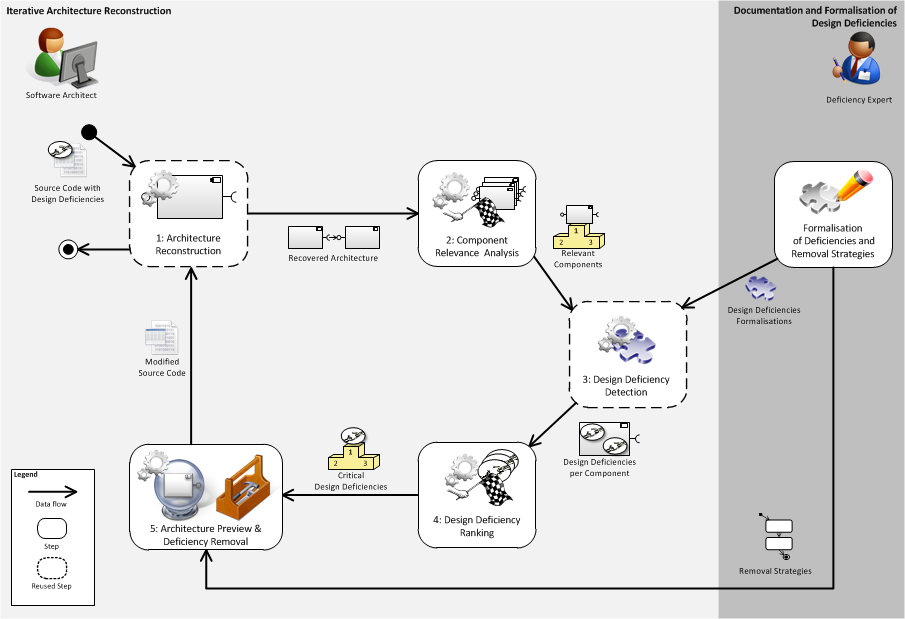 Iterative Architecture Reconstruction
Documentation and Formalisation of
Design Deficiencies
Software Architect
Deficiency Expert
Source Code with
Design Deficiencies
1: Architecture
Reconstruction
Recovered Architecture
2: Component
Relevance Analysis
1
2 3
Relevant
Components
Formalisation
of Deficiencies and
Removal Strategies
Design Deficiencies
Formalisations
3: Design Deficiency
Detection
Modified
Source Code
Design Deficiencies
per Component
1
2 3
Critical
Design Deficiencies
4: Design Deficiency
Ranking
5: Architecture Preview &
Deficiency Removal
Removal Strategies
Legend
Data flow
Step
Reused Step